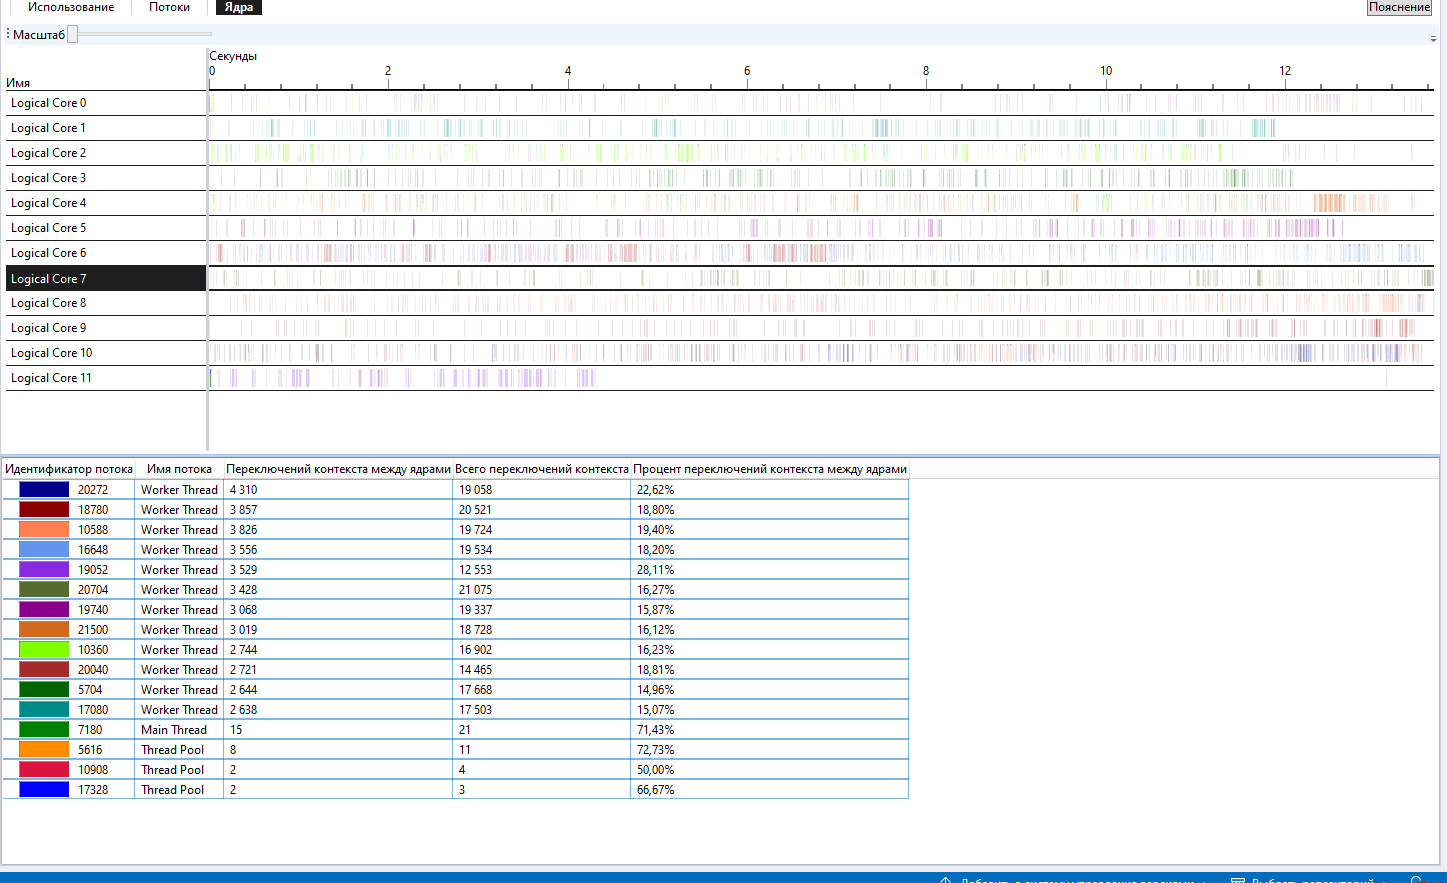 Использование Потоки Ядра Пояснение
Масштаб
Секунды
0 2 4 6 8 10 12
Имя
Logical Core 0
Logical Core 1
Logical Core 2
Logical Core 3
Logical Core 4
Logical Core 5
Logical Core 6
Logical Core 7
Logical Core 8
Logical Core 9
Logical Core 10
Logical Core 11
Идентификатор потока Имя потока Переключений контекста между ядрами Всего переключений контекста Процент переключений контекста между ядрами
20272 Worker Thread 4 310 19 058 22,62%
18780 Worker Thread 3 857 20 521 18,80%
10588 Worker Thread 3 826 19 724 19,40%
16648 Worker Thread 3 556 19 534 18,20%
19052 Worker Thread 3 529 12 553 28,11%
20704 Worker Thread 3 428 21 075 16,27%
19740 Worker Thread 3 068 19 337 15,87%
21500 Worker Thread 3 019 18 728 16,12%
10360 Worker Thread 2 744 16 902 16,23%
20040 Worker Thread 2 721 14 465 18,81%
5704 Worker Thread 2 644 17 668 14,96%
17080 Worker Thread 2 638 17 503 15,07%
7180 Main Thread 15 21 71,43%
5616 Thread Pool 8 11 72,73%
10908 Thread Pool 2 4 50,00%
17328 Thread Pool 2 3 66,67%